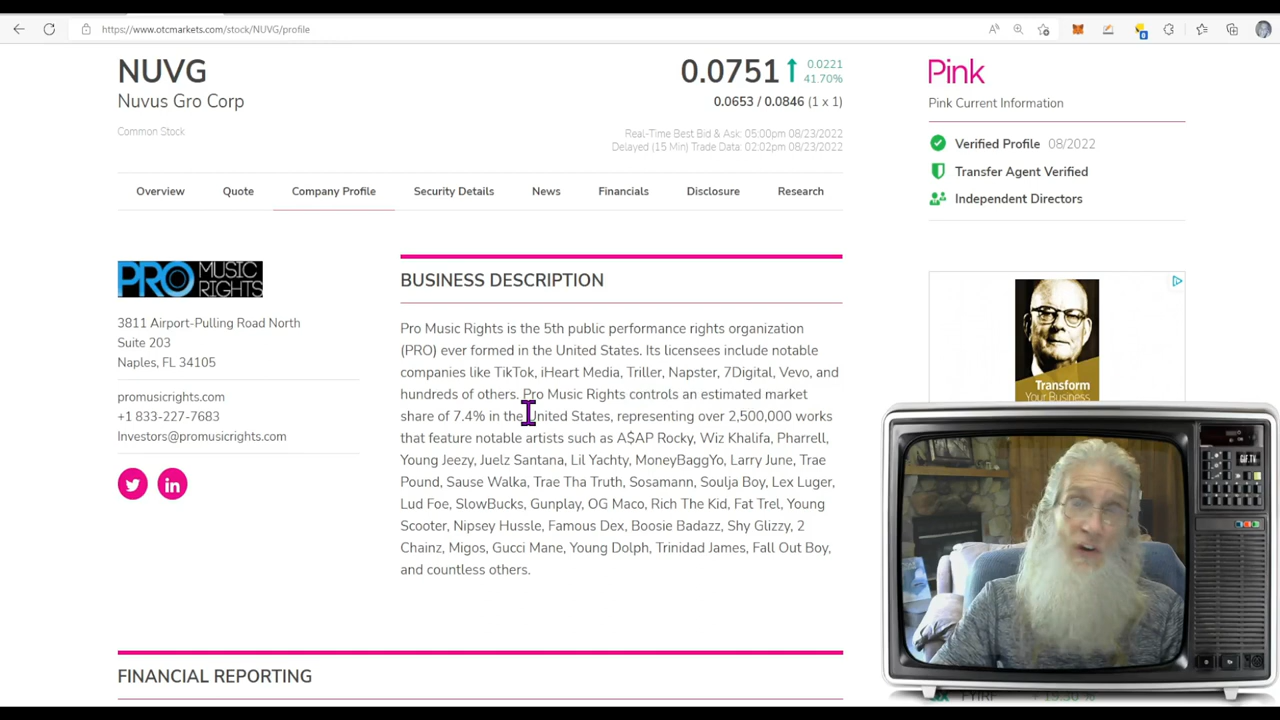 https://www.otcmarkets.com/stock/NUVG/profile
NUVG
Nuvus Gro Corp
Common Stock
0.0751
0.0221
41.70%
0.0653 / 0.0846 (1 x 1)
Real-Time Best Bid & Ask: 05:00pm 08/23/2022
Delayed (15 Min) Trade Data: 02:02pm 08/23/2022
Pink
Pink Current Information
Verified Profile 08/2022
Transfer Agent Verified
Independent Directors
Overview Quote Company Profile Security Details News Financials Disclosure Research
PRO MUSIC RIGHTS
3811 Airport-Pulling Road North
Suite 203
Naples, FL 34105
promusicrights.com
+1 833-227-7683
Investors@promusicrights.com
BUSINESS DESCRIPTION
Pro Music Rights is the 5th public performance rights organization
(PRO) ever formed in the United States. Its licensees include notable
companies like TikTok, iHeart Media, Triller, Napster, 7Digital, Vevo, and
hundreds of others. Pro Music Rights controls an estimated market
share of 7.4% in the United States, representing over 2,500,000 works
that feature notable artists such as A$AP Rocky, Wiz Khalifa, Pharrell,
Young Jeezy, Juelz Santana, Lil Yachty, MoneyBaggYo, Larry June, Trae
Pound, Sause Walka, Trae Tha Truth, Sosamann, Soulja Boy, Lex Luger,
Lud Foe, SlowBucks, Gunplay, OG Maco, Rich The Kid, Fat Trel, Young
Scooter, Nipsey Hussle, Famous Dex, Boosie Badazz, Shy Glizzy, 2
Chainz, Migos, Gucci Mane, Young Dolph, Trinidad James, Fall Out Boy,
and countless others.
FINANCIAL REPORTING
Transform
Your Business
GIF.TV